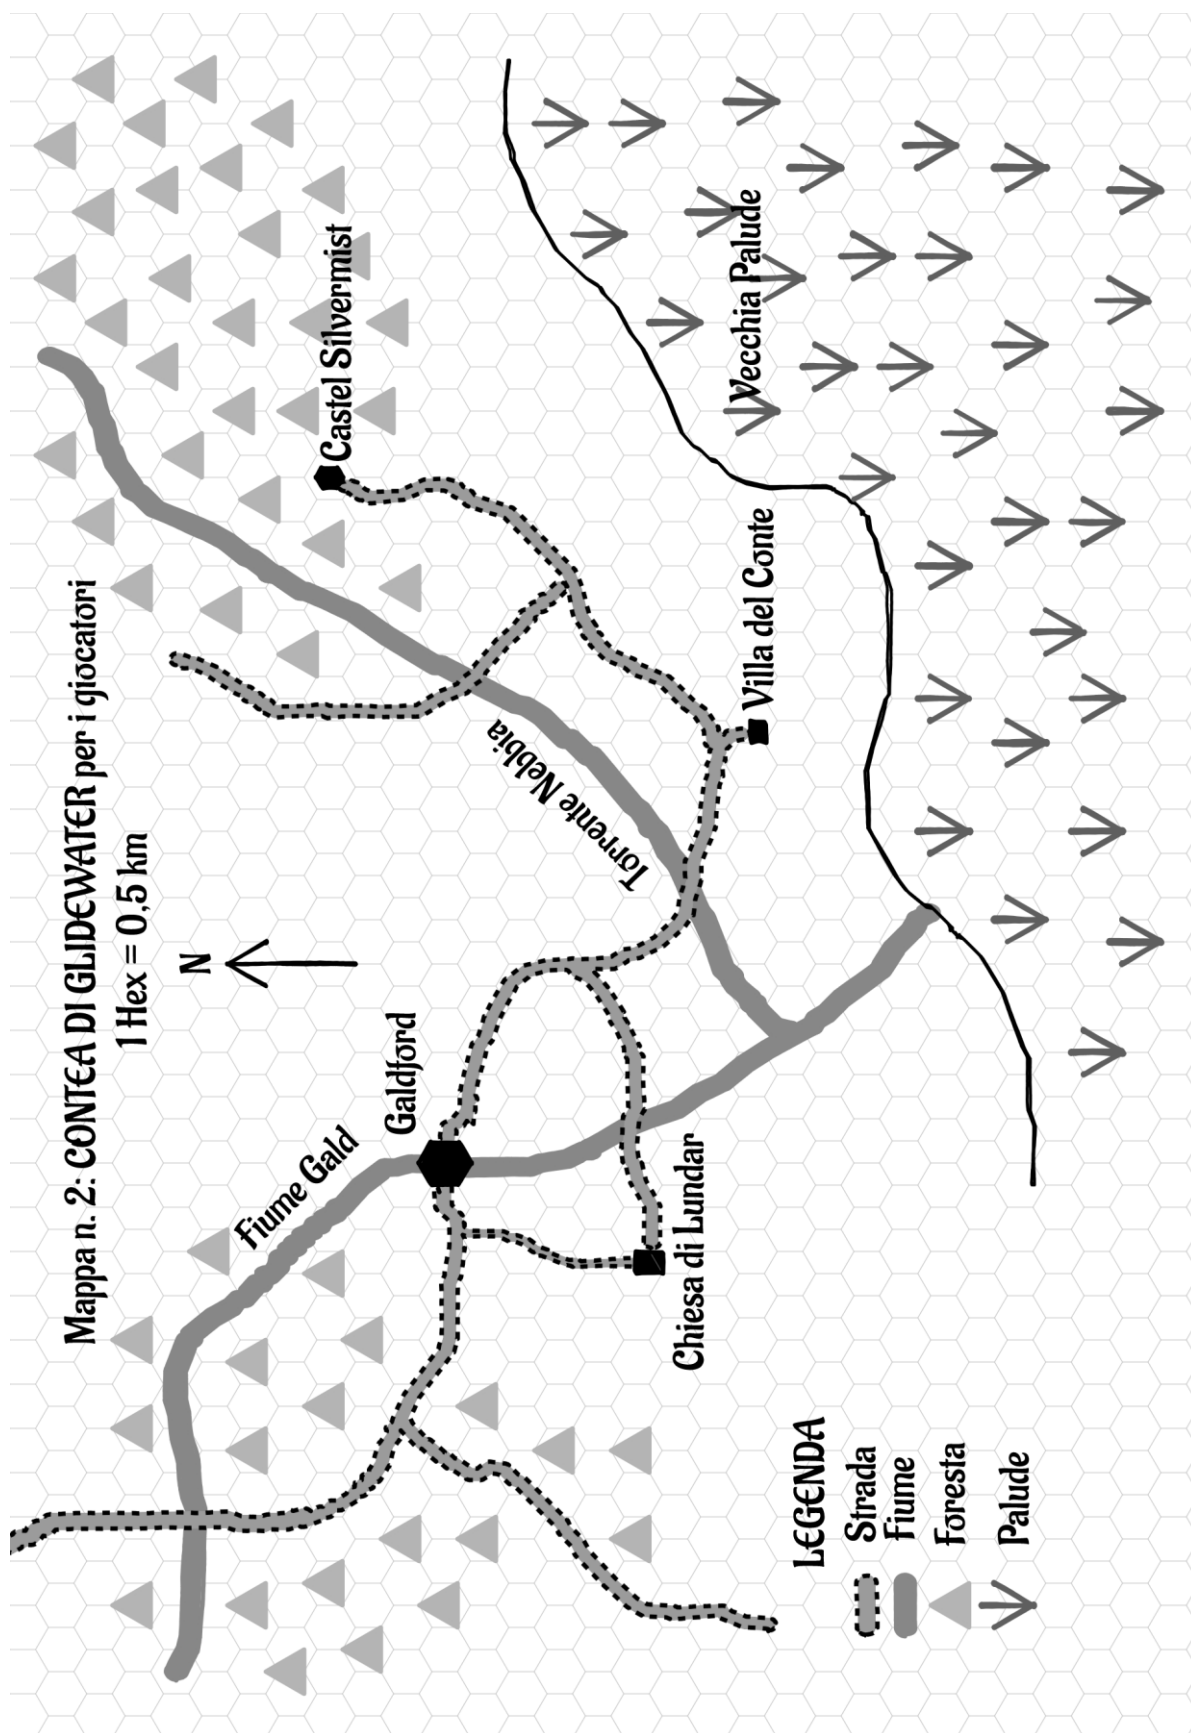 Mappa n. 2: CONTEA DI GLIDEWATER per i giocatori
1 Hex = 0,5 km
N
Fiume Gald
Galdford
Castel Silvermist
Torrente Nebbia
Chiesa di Lundar
Villa del Conte
Vecchia Palude
LEGENDA
Strada
Fiume
Foresta
Palude